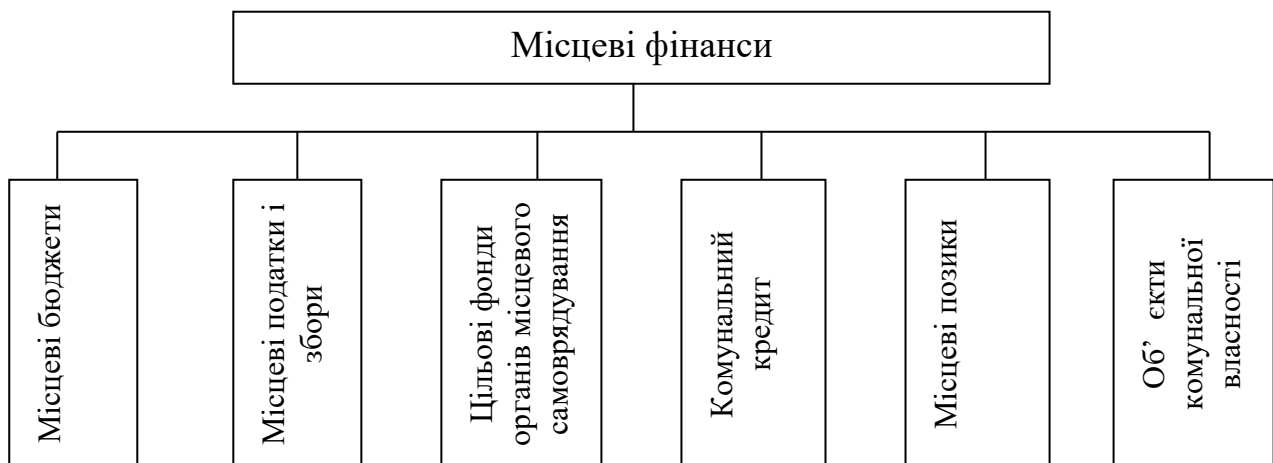 Місцеві фінанси
Місцеві бюджети
Місцеві податки і
збори
Цільові фонди
органів місцевого
самоврядування
Комунальний
кредит
Місцеві позики
Об’ єкти
комунальної
власності